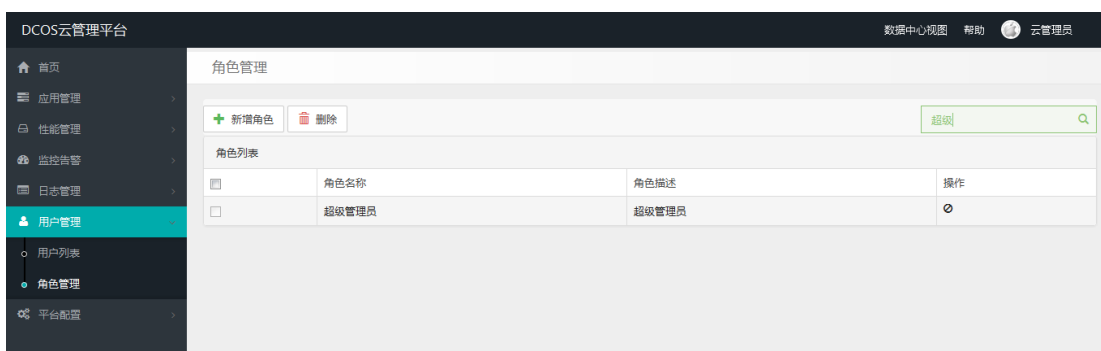 DCOS云管理平台
数据中心视图 帮助 云管理员
首页
应用管理
性能管理
监控告警
日志管理
用户管理
用户列表
角色管理
平台配置
角色管理
新增角色 删除
超级
角色列表
角色名称 角色描述 操作
超级管理员 超级管理员